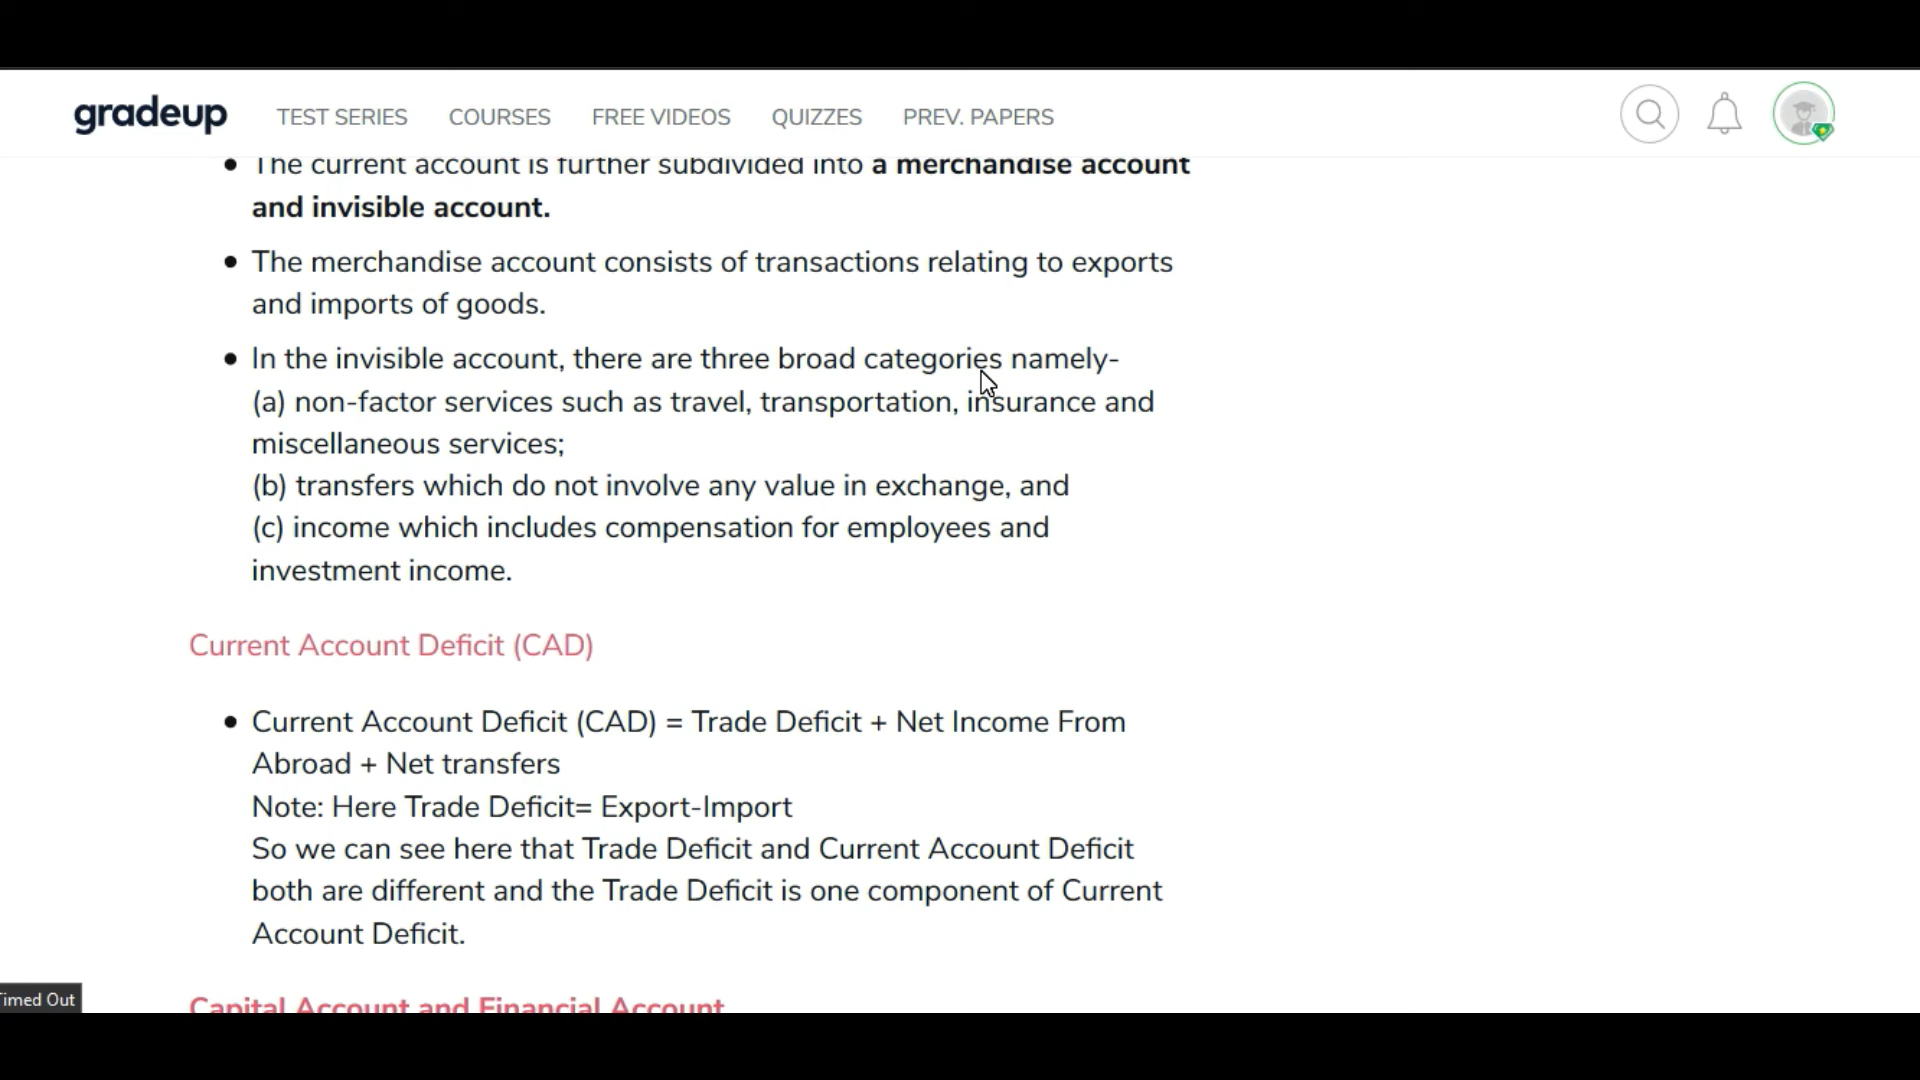 gradeup TEST SERIES COURSES FREE VIDEOS QUIZZES PREV. PAPERS
The current account is further subdivided into a merchandise account
and invisible account.
The merchandise account consists of transactions relating to exports
and imports of goods.
In the invisible account, there are three broad categories namely-
(a) non-factor services such as travel, transportation, insurance and
miscellaneous services;
(b) transfers which do not involve any value in exchange, and
(c) income which includes compensation for employees and
investment income.
Current Account Deficit (CAD)
Current Account Deficit (CAD) = Trade Deficit + Net Income From
Abroad + Net transfers
Note: Here Trade Deficit= Export-Import
So we can see here that Trade Deficit and Current Account Deficit
both are different and the Trade Deficit is one component of Current
Account Deficit.
Timed Out
Capital Account and Financial Account